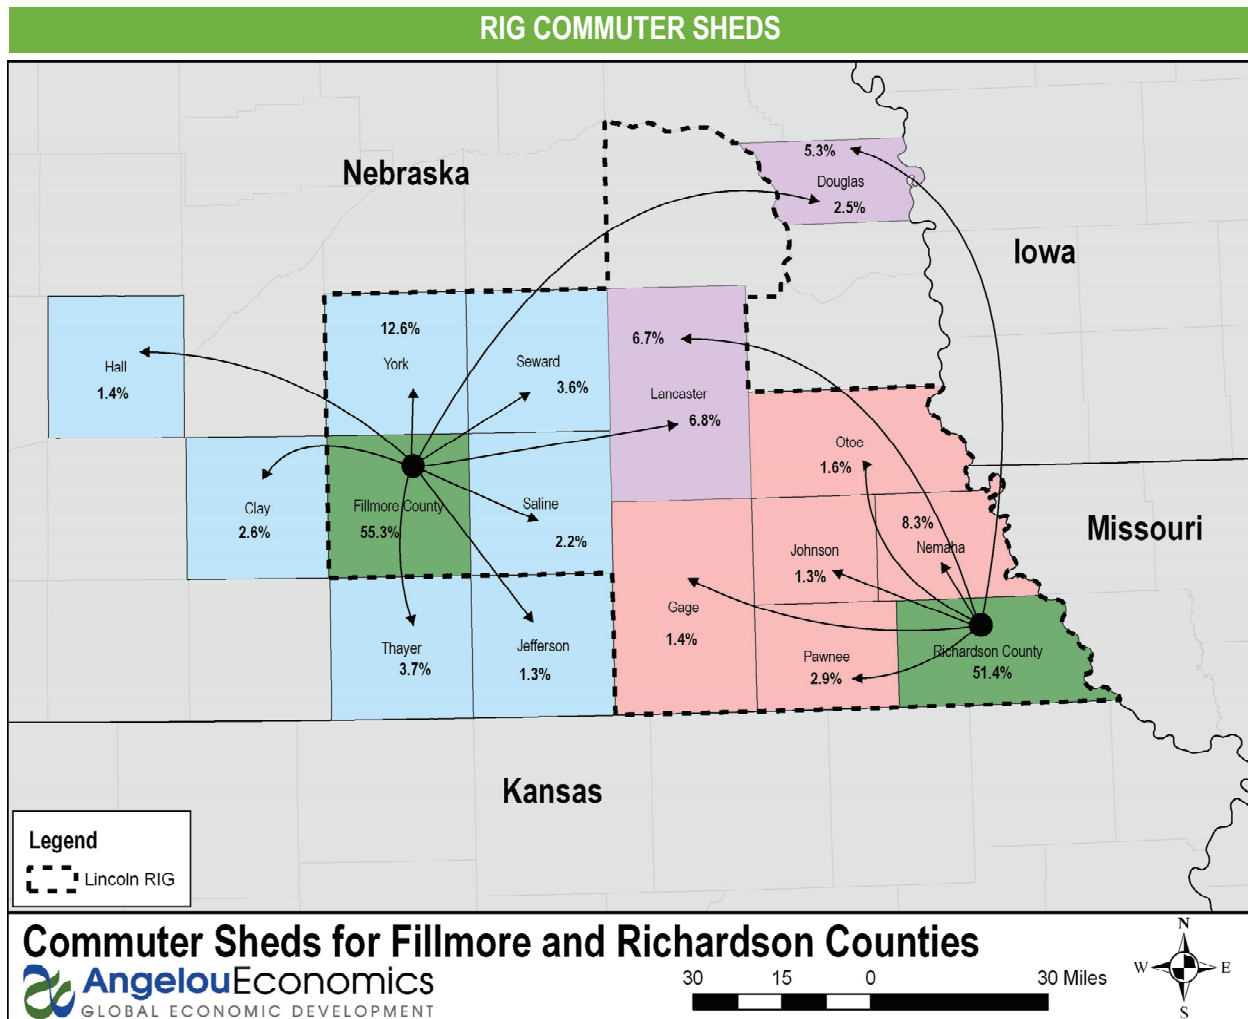 RIG COMMUTER SHEDS
Nebraska
5.3%
Douglas
2.5%
Iowa
Hall
1.4%
12.6%
York
Seward
3.6%
6.7%
Lancaster
6.8%
Otoe
1.6%
Clay
2.6%
Fillmore County
55.3%
Saline
2.2%
Johnson
1.3%
8.3%
Nemaha
Missouri
Thayer
3.7%
Jefferson
1.3%
Gage
1.4%
Pawnee
2.9%
Richardson County
51.4%
Kansas
Legend
Lincoln RIG
Commuter Sheds for Fillmore and Richardson Counties
AngelouEconomics
GLOBAL ECONOMIC DEVELOPMENT
30 15 0 30 Miles
N
W E
S